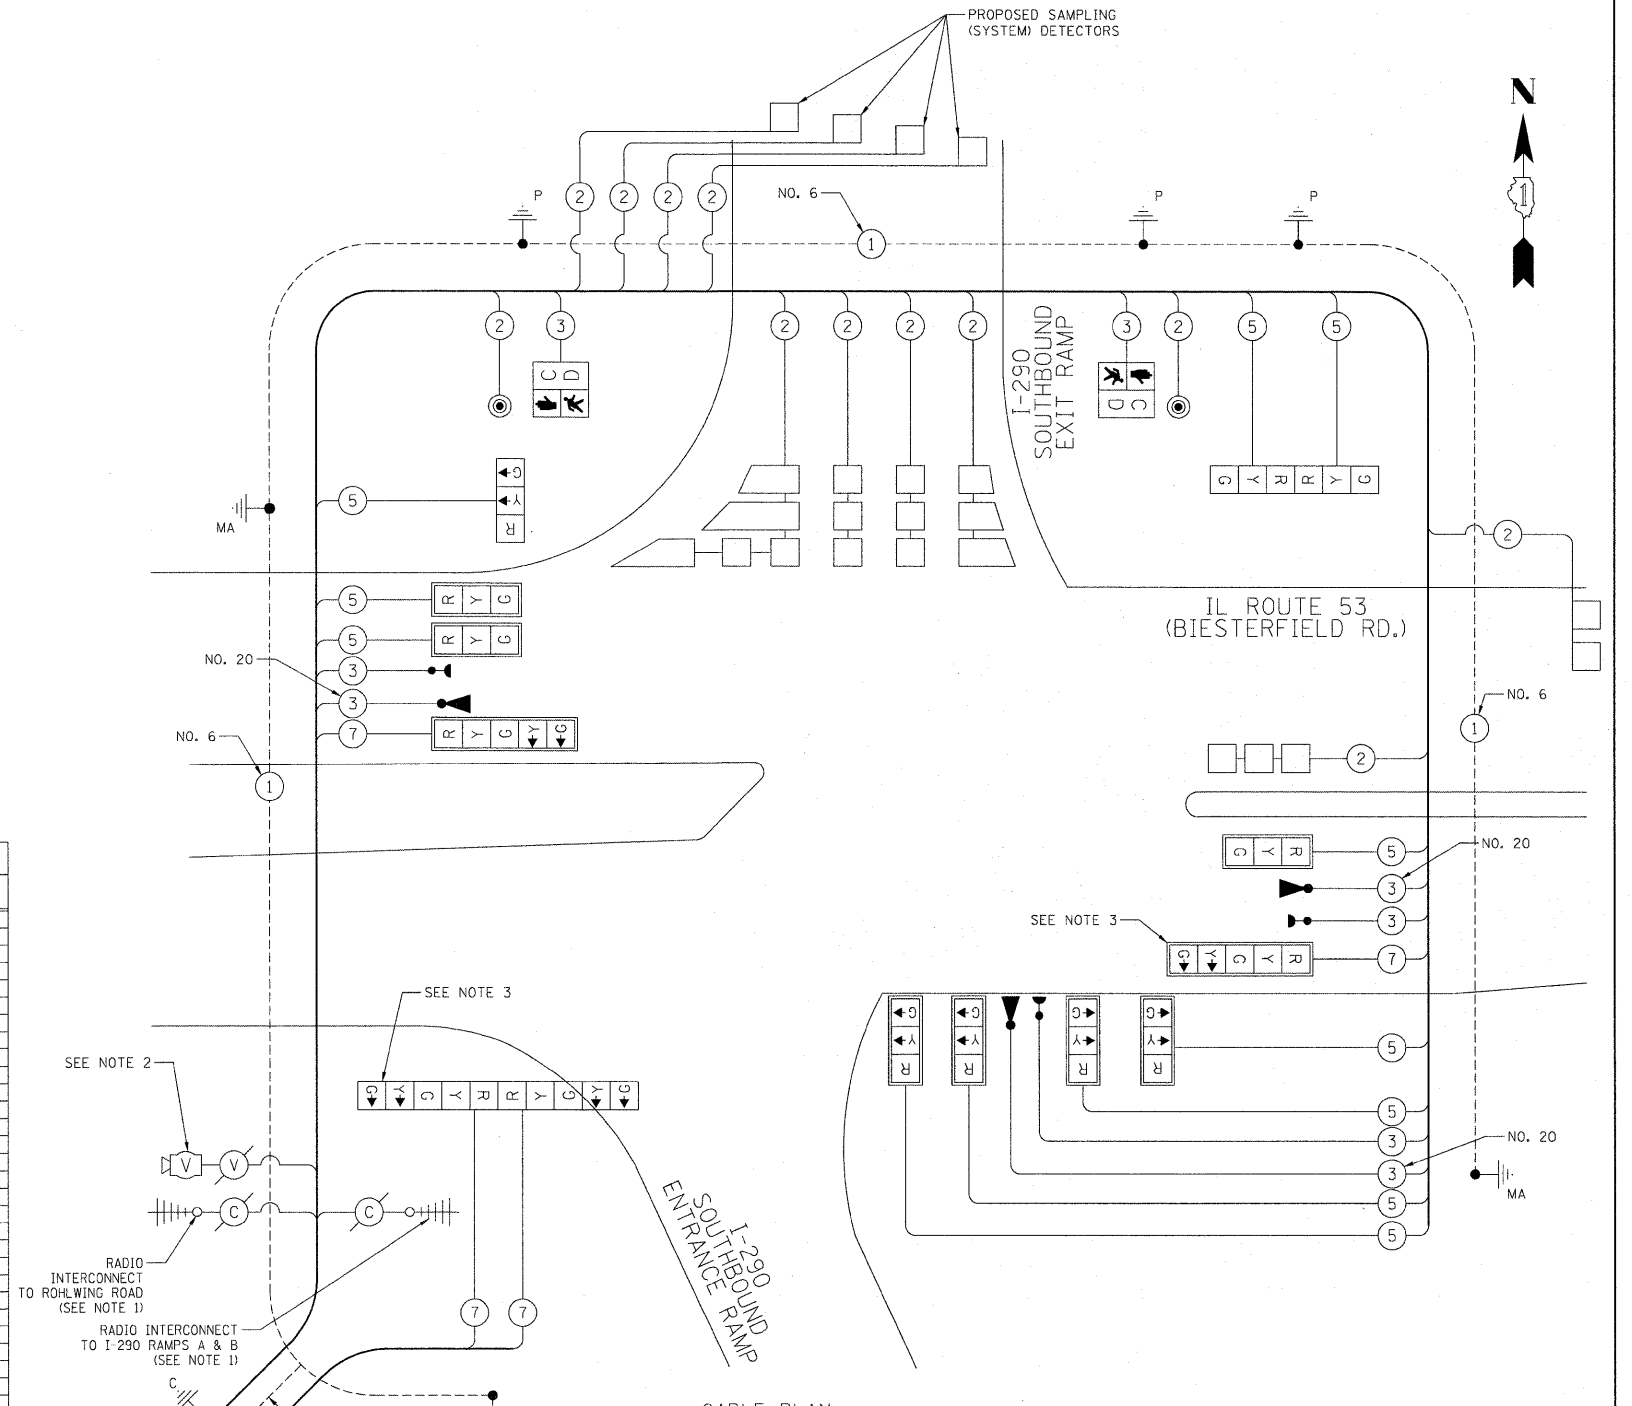 PROPOSED SAMPLING
(SYSTEM) DETECTORS
N
1
P
2 2 2 2
NO. 6
1
P
P
2 3
2 2 2 2
3 2 5 5
C D
I-290
SOUTHBOUND
EXIT RAMP
C D
G Y R
G Y R R Y G
5
MA
2
5
R Y G
IL ROUTE 53
(BIESTERFIELD RD.)
5
R Y G
NO. 20
3
3
NO. 6
7
R Y G Y G
1
NO. 6
1
2
G Y R
5
NO. 20
3
SEE NOTE 3
3
G Y G Y R
7
SEE NOTE 3
G Y R
G Y R
G Y R
G Y R
5
SEE NOTE 2
G Y G Y R R Y G Y G
5
3
NO. 20
3
V V
MA
5
C C
5
I-290
SOUTHBOUND
ENTRANCE RAMP
RADIO
INTERCONNECT
TO ROHLWING ROAD
(SEE NOTE 1)
7 7
RADIO INTERCONNECT
TO I-290 RAMPS A & B
(SEE NOTE 1)
C
CABLE PLAN